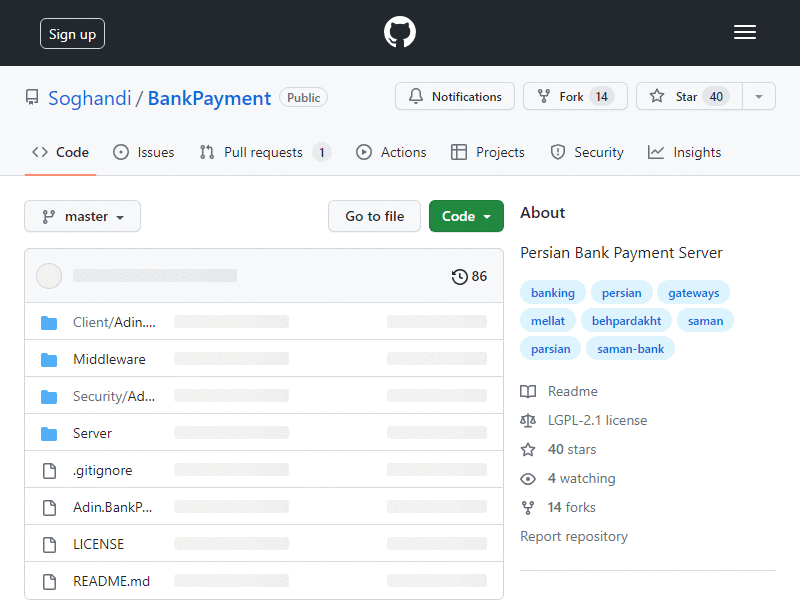 Sign up
Soghandi / BankPayment Public
Notifications Fork 14 Star 40
Code Issues Pull requests 1 Actions Projects Security Insights
master Go to file Code
86
Client/Adin....
Middleware
Security/Ad...
Server
.gitignore
Adin.BankP...
LICENSE
README.md
About
Persian Bank Payment Server
banking persian gateways
mellat behpardakht saman
parsian saman-bank
Readme
LGPL-2.1 license
40 stars
4 watching
14 forks
Report repository